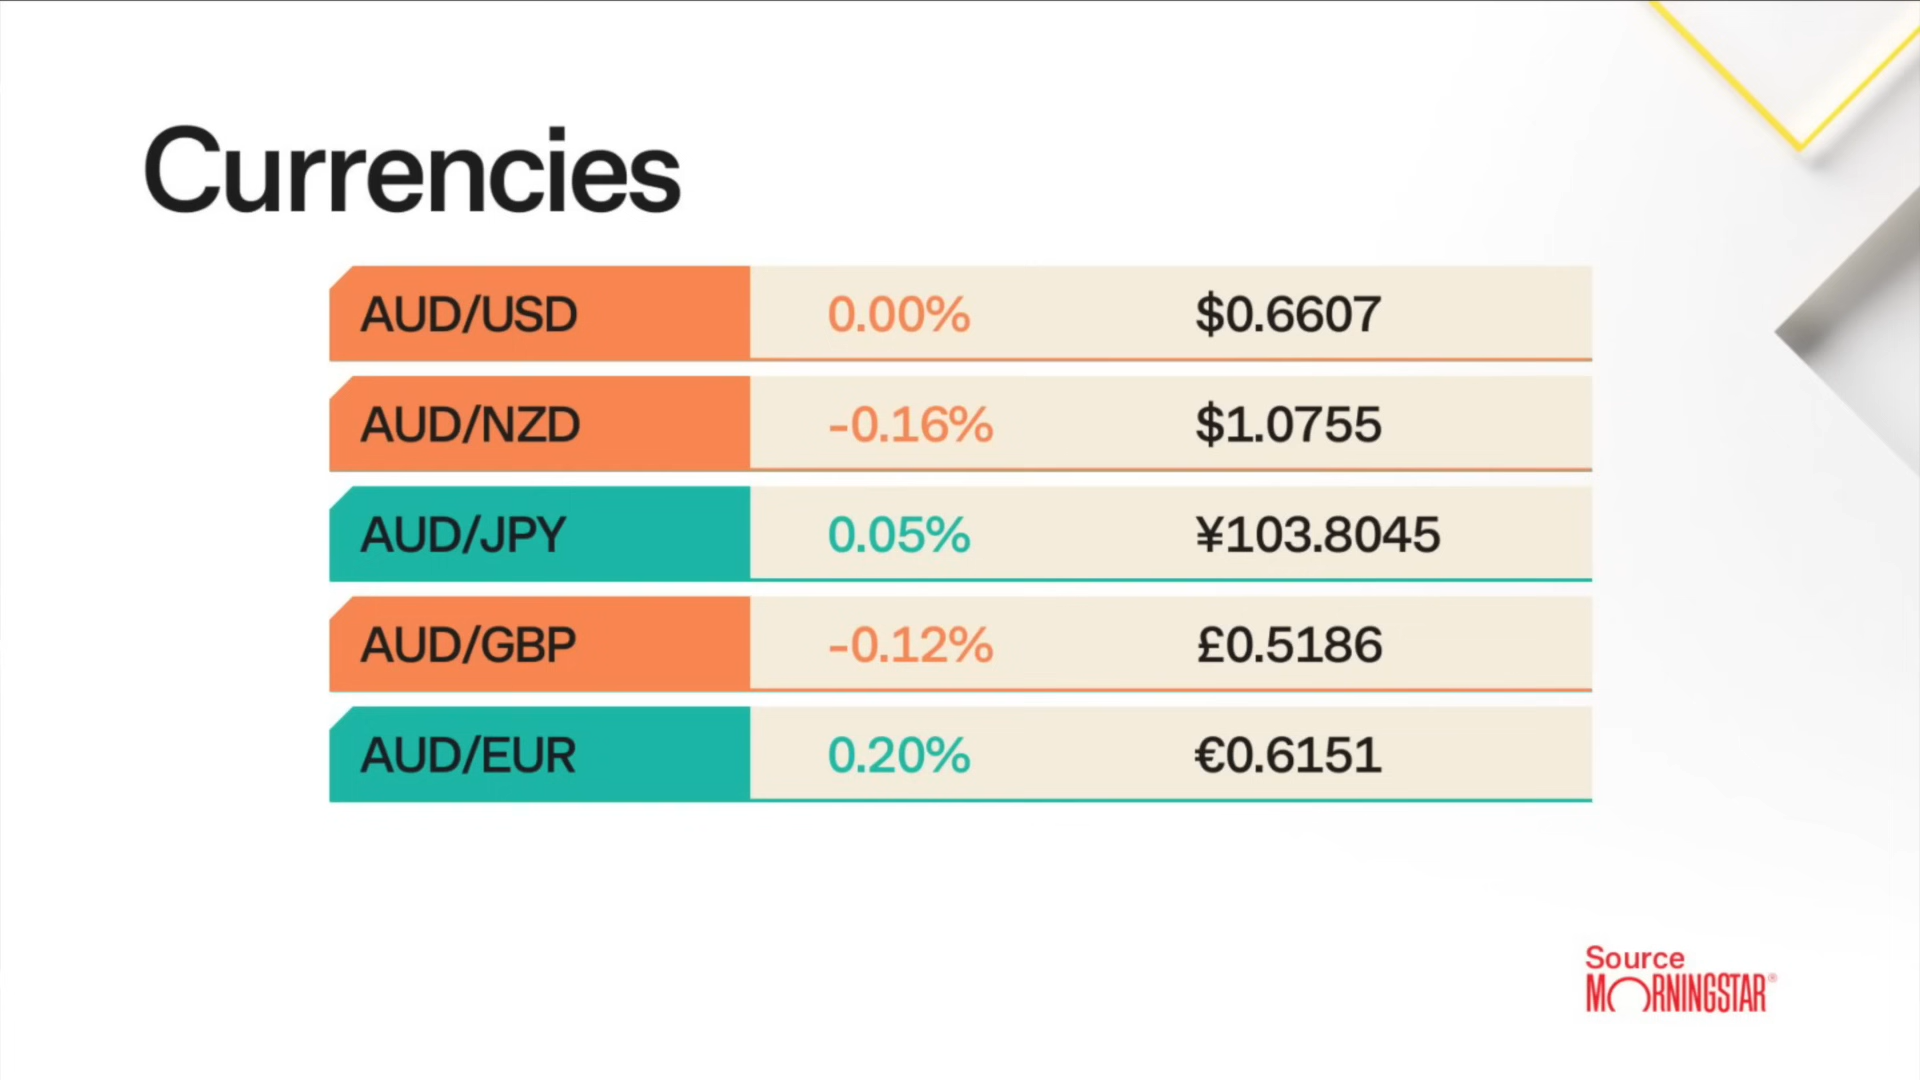 Currencies
AUD/USD 0.00% $0.6607
AUD/NZD -0.16% $1.0755
AUD/JPY 0.05% ¥103.8045
AUD/GBP -0.12% £0.5186
AUD/EUR 0.20% €0.6151
Source
MORNINGSTAR®